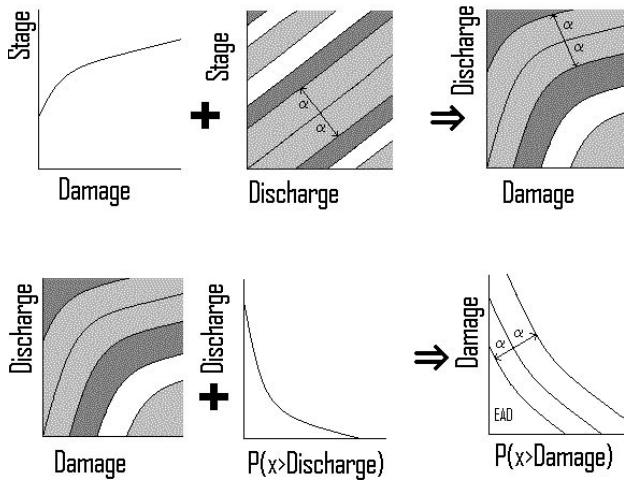 Stage
Damage
+
Stage
α
α
Discharge
⇒
Discharge
α
α
Damage
Discharge
Damage
+
Discharge
P(x>Discharge)
⇒
Damage
α
α
EAD
P(x>Damage)